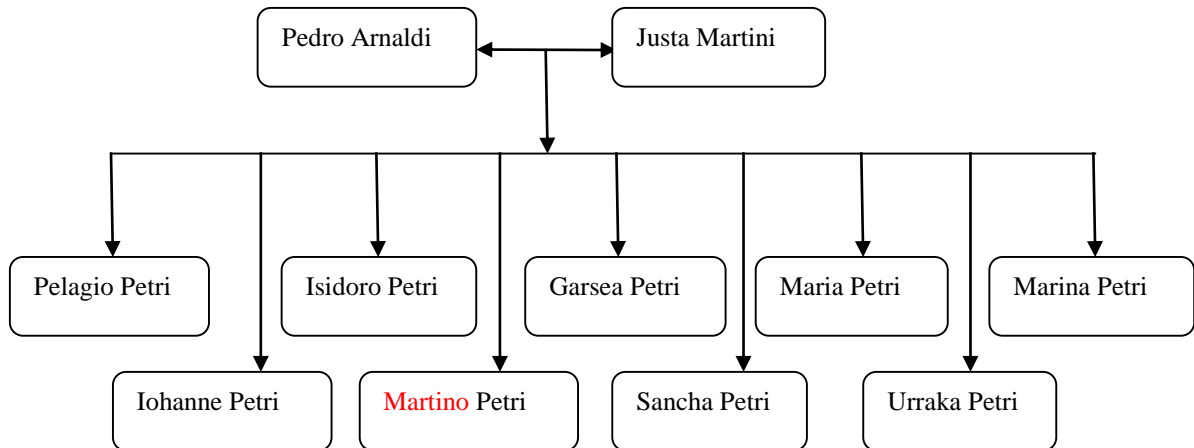 Pedro Arnaldi
Justa Martini
Pelagio Petri
Isidoro Petri
Garsea Petri
Maria Petri
Marina Petri
Iohanne Petri
Martino Petri
Sancha Petri
Urraka Petri